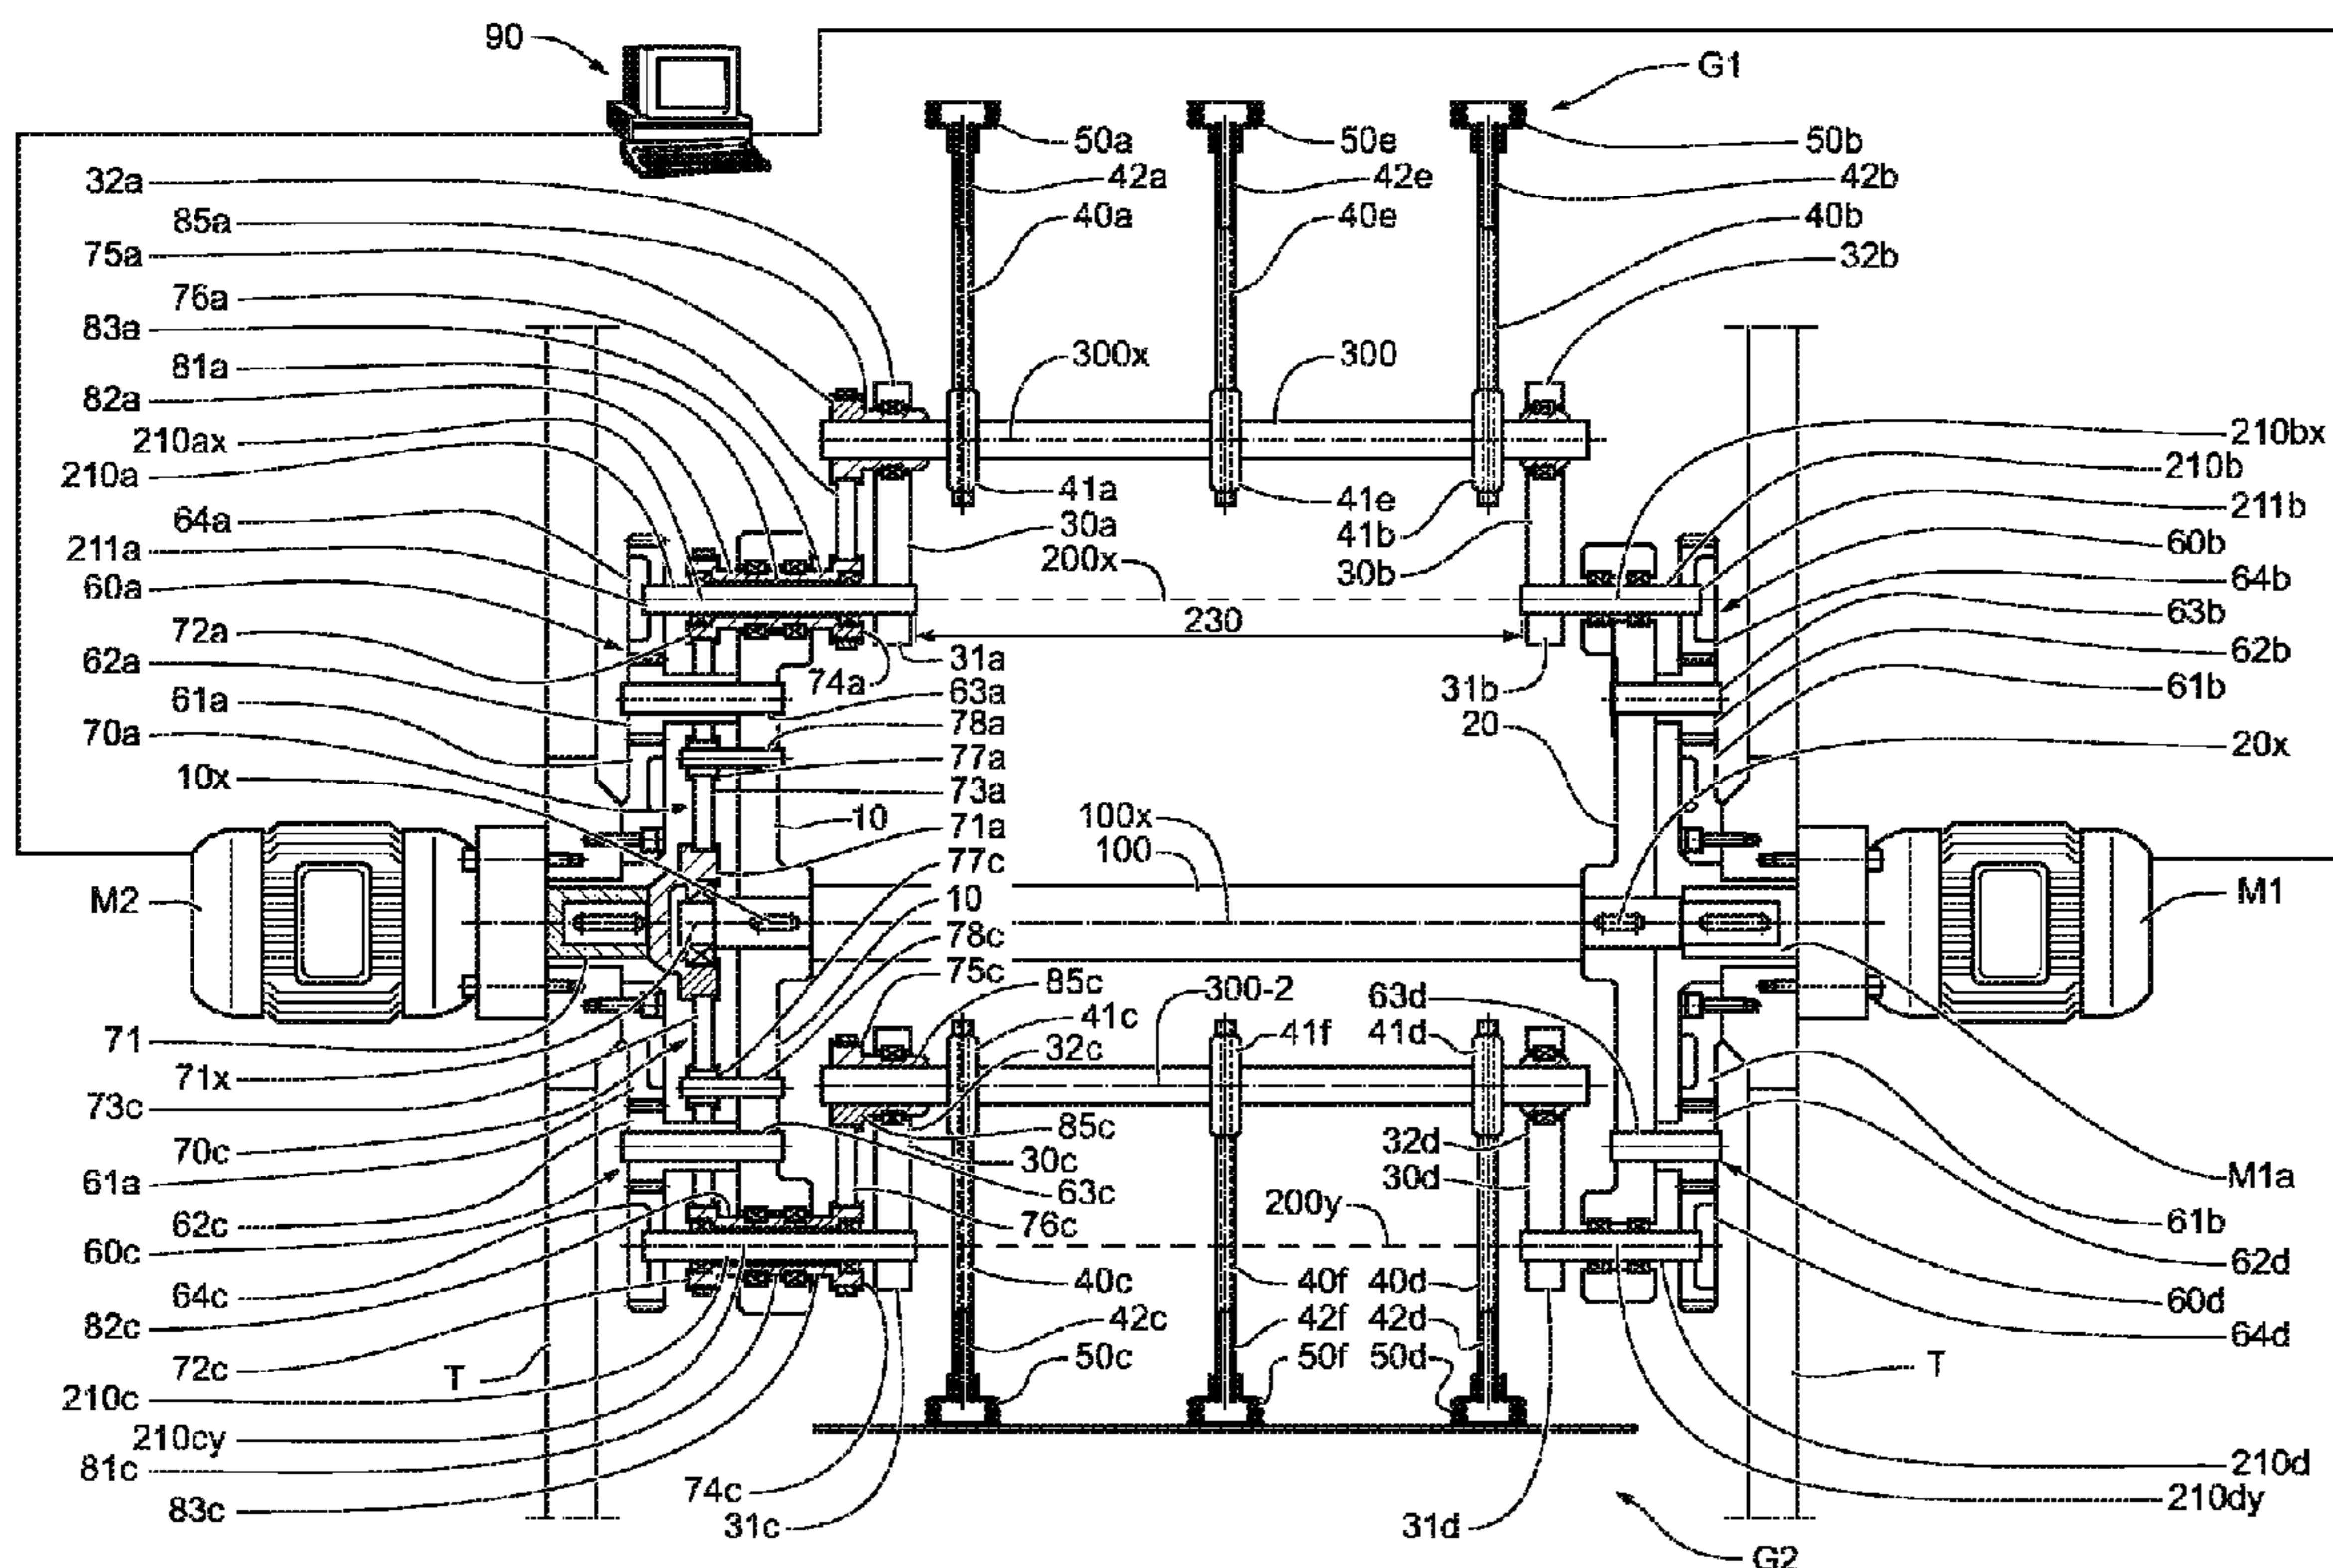 90
G1
50a
50e
50b
32a
42a
42e
42b
85a
40a
40e
40b
75a
32b
76a
83a
81a
300x
300
82a
210ax
210bx
210a
210b
64a
41a
41e
211b
211a
30a
41b
60b
60a
200x
30b
64b
72a
230
63b
62a
31a
62b
61a
74a
63a
31b
61b
70a
78a
20
20x
10x
77a
73a
10
100x
71a
100
77c
M2
10
M1
78c
75c
85c
300-2
63d
71
41c
41f
41d
71x
32c
73c
70c
85c
32d
61a
30c
30d
M1a
62c
63c
200y
61b
60c
76c
62d
64c
40c
40f
40d
60d
82c
42c
42f
42d
64d
72c
T
50c
50f
50d
T
210c
210cy
81c
74c
210d
83c
31c
31d
210dy
G2